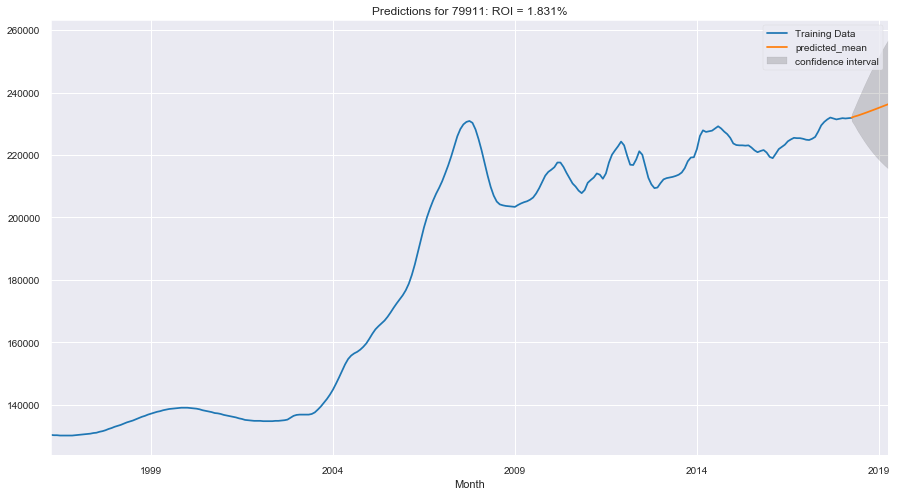 Predictions for 79911: ROI = 1.831%
260000
240000
220000
200000
180000
160000
140000
Training Data
predicted_mean
confidence interval
1999
2004
2009
2014
2019
Month